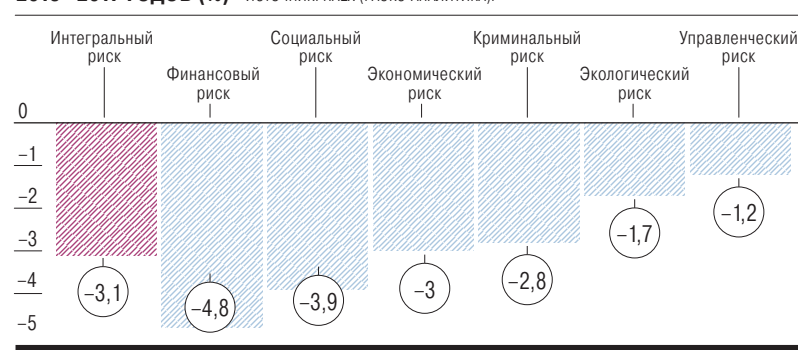 Интегральный
риск
Финансовый
риск
Социальный
риск
Экономический
риск
Криминальный
риск
Экологический
риск
Управленческий
риск
0
–1
–2
–3
–4
–5
–3,1
–4,8
–3,9
–3
–2,8
–1,7
–1,2